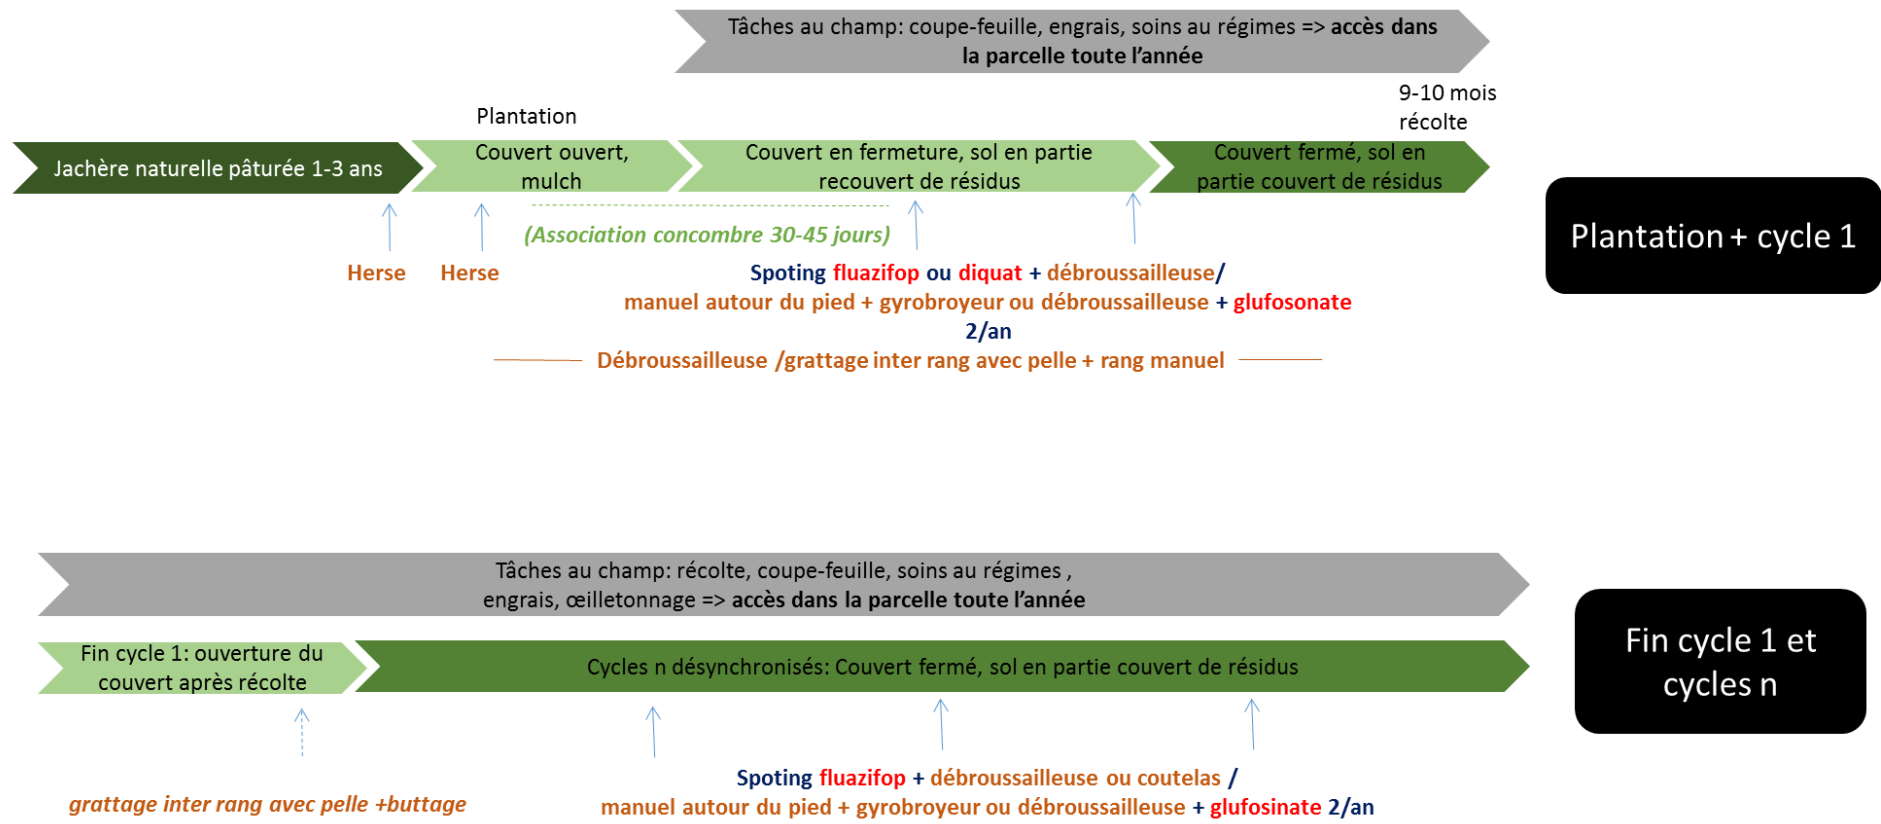 Tâches au champ: coupe-feuille, engrais, soins au régimes => accès dans
la parcelle toute l'année
9-10 mois
récolte
Plantation
Jachère naturelle pâturée 1-3 ans
Couvert ouvert,
mulch
Couvert en fermeture, sol en partie
recouvert de résidus
Couvert fermé, sol en
partie couvert de résidus
Plantation + cycle 1
(Association concombre 30-45 jours)
Herse
Herse
Spoting fluazifop ou diquat + débroussailleuse/
manuel autour du pied + gyrobroyeur ou débroussailleuse + glufosonate
2/an
Débroussailleuse /grattage inter rang avec pelle + rang manuel
Tâches au champ: récolte, coupe-feuille, soins au régimes ,
engrais, œilletonnage => accès dans la parcelle toute l'année
Fin cycle 1: ouverture du
couvert après récolte
Cycles n désynchronisés: Couvert fermé, sol en partie couvert de résidus
Fin cycle 1 et
cycles n
grattage inter rang avec pelle +buttage
Spoting fluazifop + débroussailleuse ou coutelas /
manuel autour du pied + gyrobroyeur ou débroussailleuse + glufosinate 2/an